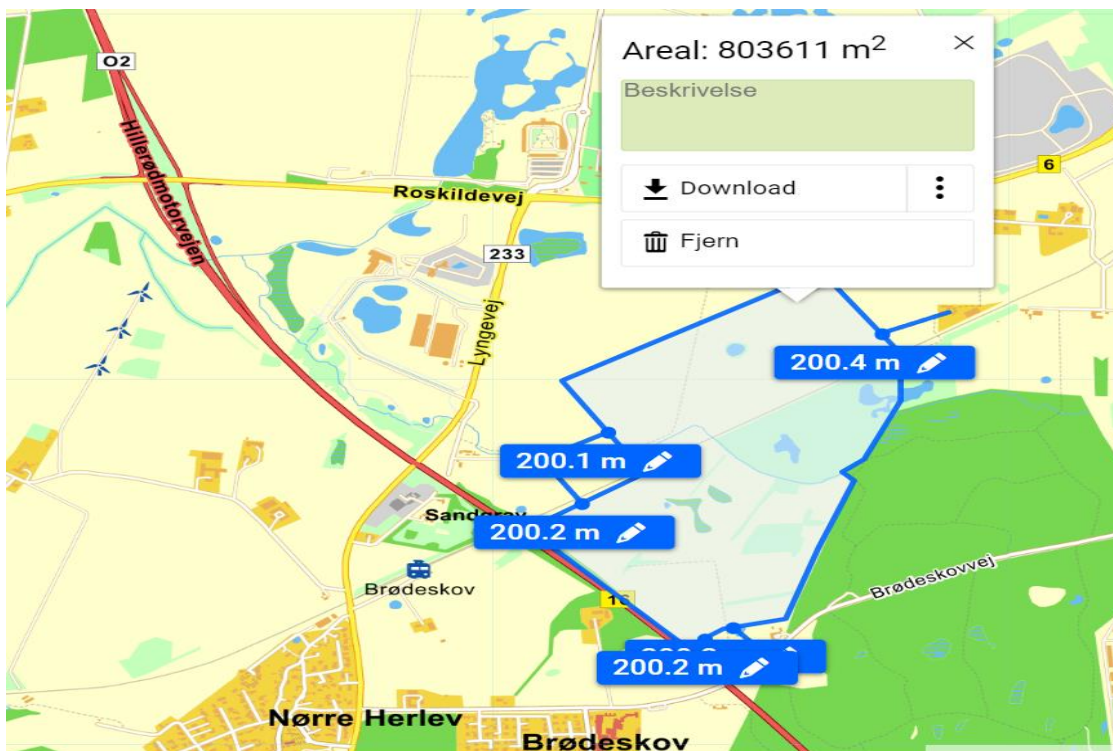 Areal: 803611 m²
Beskrivelse
Download
Fjern
O2
Hillerødmotorvejen
Roskildevej
6
233
Lyngevej
200.4 m
200.1 m
200.2 m
Brødeskov
16
Brødeskovvej
200.2 m
Nørre Herlev
Brødeskov